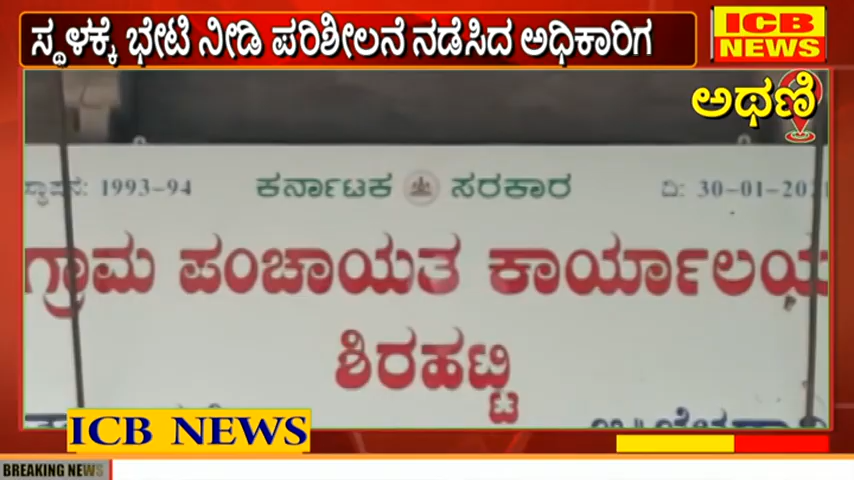 ಸ್ಥಳಕ್ಕೆ ಭೇಟಿ ನೀಡಿ ಪರಿಶೀಲನೆ ನಡೆಸಿದ ಅಧಿಕಾರಿಗ
ICB
NEWS
ಅಥಣಿ
ಸ್ಥಾಪನ: 1993-94 ಕರ್ನಾಟಕ ಸರಕಾರ ದಿ: 30-01-20
ಗ್ರಾಮ ಪಂಚಾಯತ ಕಾರ್ಯಾಲಯ
ಶಿರಹಟ್ಟಿ
ICB NEWS
BREAKING NEWS